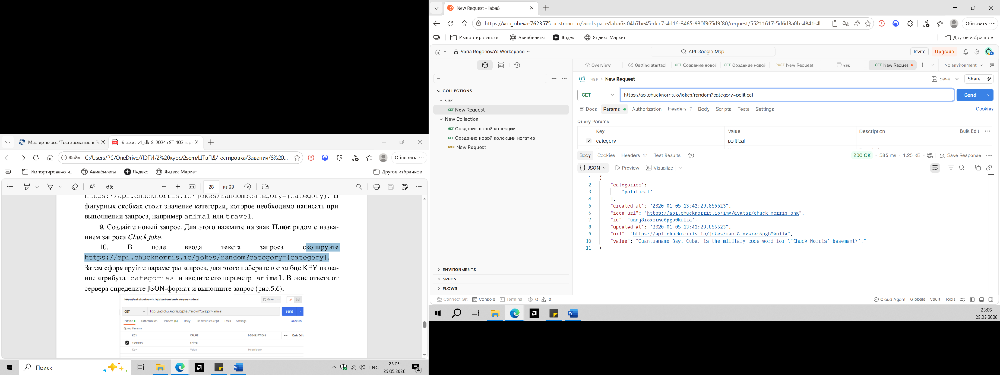 Мастер-класс "Тестирование в Рс
6 asset-v1_dk-8-2024+ST-102+sp
Файл
C:/Users/PC/OneDrive/ЛЭТИ/2%20курс/2sem/ЦТвПД/тестировка/Задания/6%20...
Обновить
Импортировано и...
Авиабилеты
Яндекс
Яндекс Маркет
Другое избранное
28
из 33
https://api.chucknorris.io/jokes/random?category={category}. В
фигурных скобках стоит значение категории, которое необходимо написать при
выполнении запроса, например animal или travel.
9. Создайте новый запрос. Для этого нажмите на знак Плюс рядом с назва-
нием запроса Chuck joke.
10. В поле ввода текста запроса скопируйте
https://api.chucknorris.io/jokes/random?category={category}.
Затем сформируйте параметры запроса, для этого наберите в столбце KEY назва-
ние атрибута categories и введите его параметр animal. В окне ответа от
сервера определите JSON-формат и выполните запрос (рис.5.6).
https://api.chucknorris.io/jokes/random?category=animal
Save
GET
https://api.chucknorris.io/jokes/random?category=animal
Send
Params
Authorization
Headers (6)
Body
Pre-request Script
Tests
Settings
Cookies
Query Params
KEY
VALUE
DESCRIPTION
Bulk Edit
category
animal
Key
Value
Description
Поиск
ENG
23:05
25.05.2026
4
New Request - laba6
https://vrogoheva-7623575.postman.co/workspace/laba6~04b7be45-dcc7-4d16-9465-930f965d9f80/request/55211617-5d6d3a0b-4841-4b...
Обновить
Импортировано и...
Авиабилеты
Яндекс
Яндекс Маркет
Другое избранное
Varia Rogoheva's Workspace
API Google Map
Invite
Upgrade
Overview
Getting started
GET Создание новой
GET Создание новой
POST New Request
чак
GET New Reques
No environment
чак > New Request
Save
Share
COLLECTIONS
чак
GET New Request
New Collection
GET Создание новой колекции
GET Создание новой колекции негатив
POST New Request
ENVIRONMENTS
SPECS
FLOWS
GET
https://api.chucknorris.io/jokes/random?category=political
Send
Docs
Params
Authorization
Headers 7
Body
Scripts
Tests
Settings
Cookies
Query Params
Key
Value
Description
Bulk Edit
category
political
Body
Cookies
Headers 17
Test Results
200 OK
585 ms
1.25 KB
Save Response
{} JSON
Preview
Visualize
1 {
2 "categories": [
3 "political"
4 ],
5 "created_at": "2020-01-05 13:42:29.855523",
6 "icon_url": "https://api.chucknorris.io/img/avatar/chuck-norris.png",
7 "id": "uanj8roxsrwq6pgb0kufia",
8 "updated_at": "2020-01-05 13:42:29.855523",
9 "url": "https://api.chucknorris.io/jokes/uanj8roxsrwq6pgb0kufia",
10 "value": "Guantuanamo Bay, Cuba, is the military code-word for \"Chuck Norris' basement\"."
11 }
Connect Git
Console
Terminal
0
0
Cloud Agent
Globals
Vault
Tools
23:05
25.05.2026